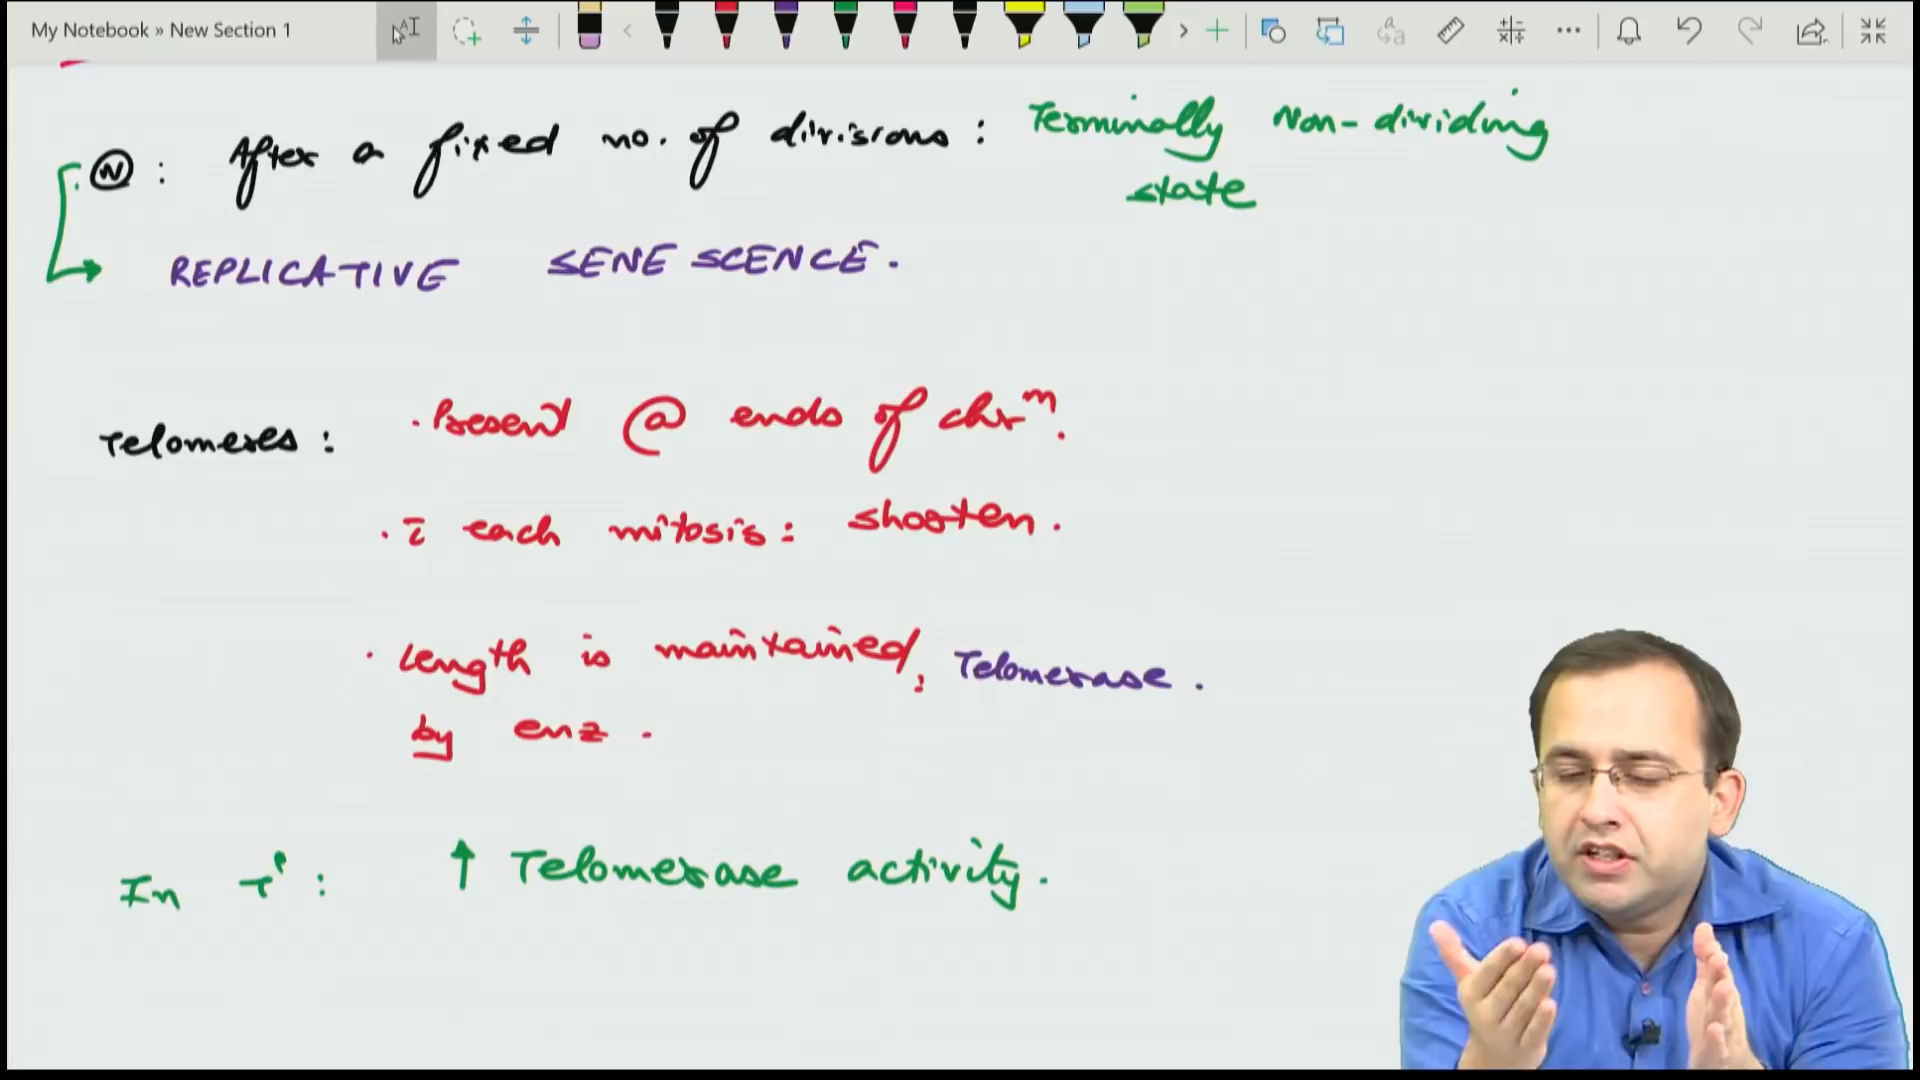 My Notebook » New Section 1
Ⓝ : After a fixed no. of divisions : Terminally Non-dividing
state
REPLICATIVE SENESCENCE.
Telomeres : . Present @ ends of chrᵐ.
. c̄ each mitosis : shorten.
. Length is maintained, : Telomerase.
by enz .
In Tʳ : ↑ Telomerase activity.